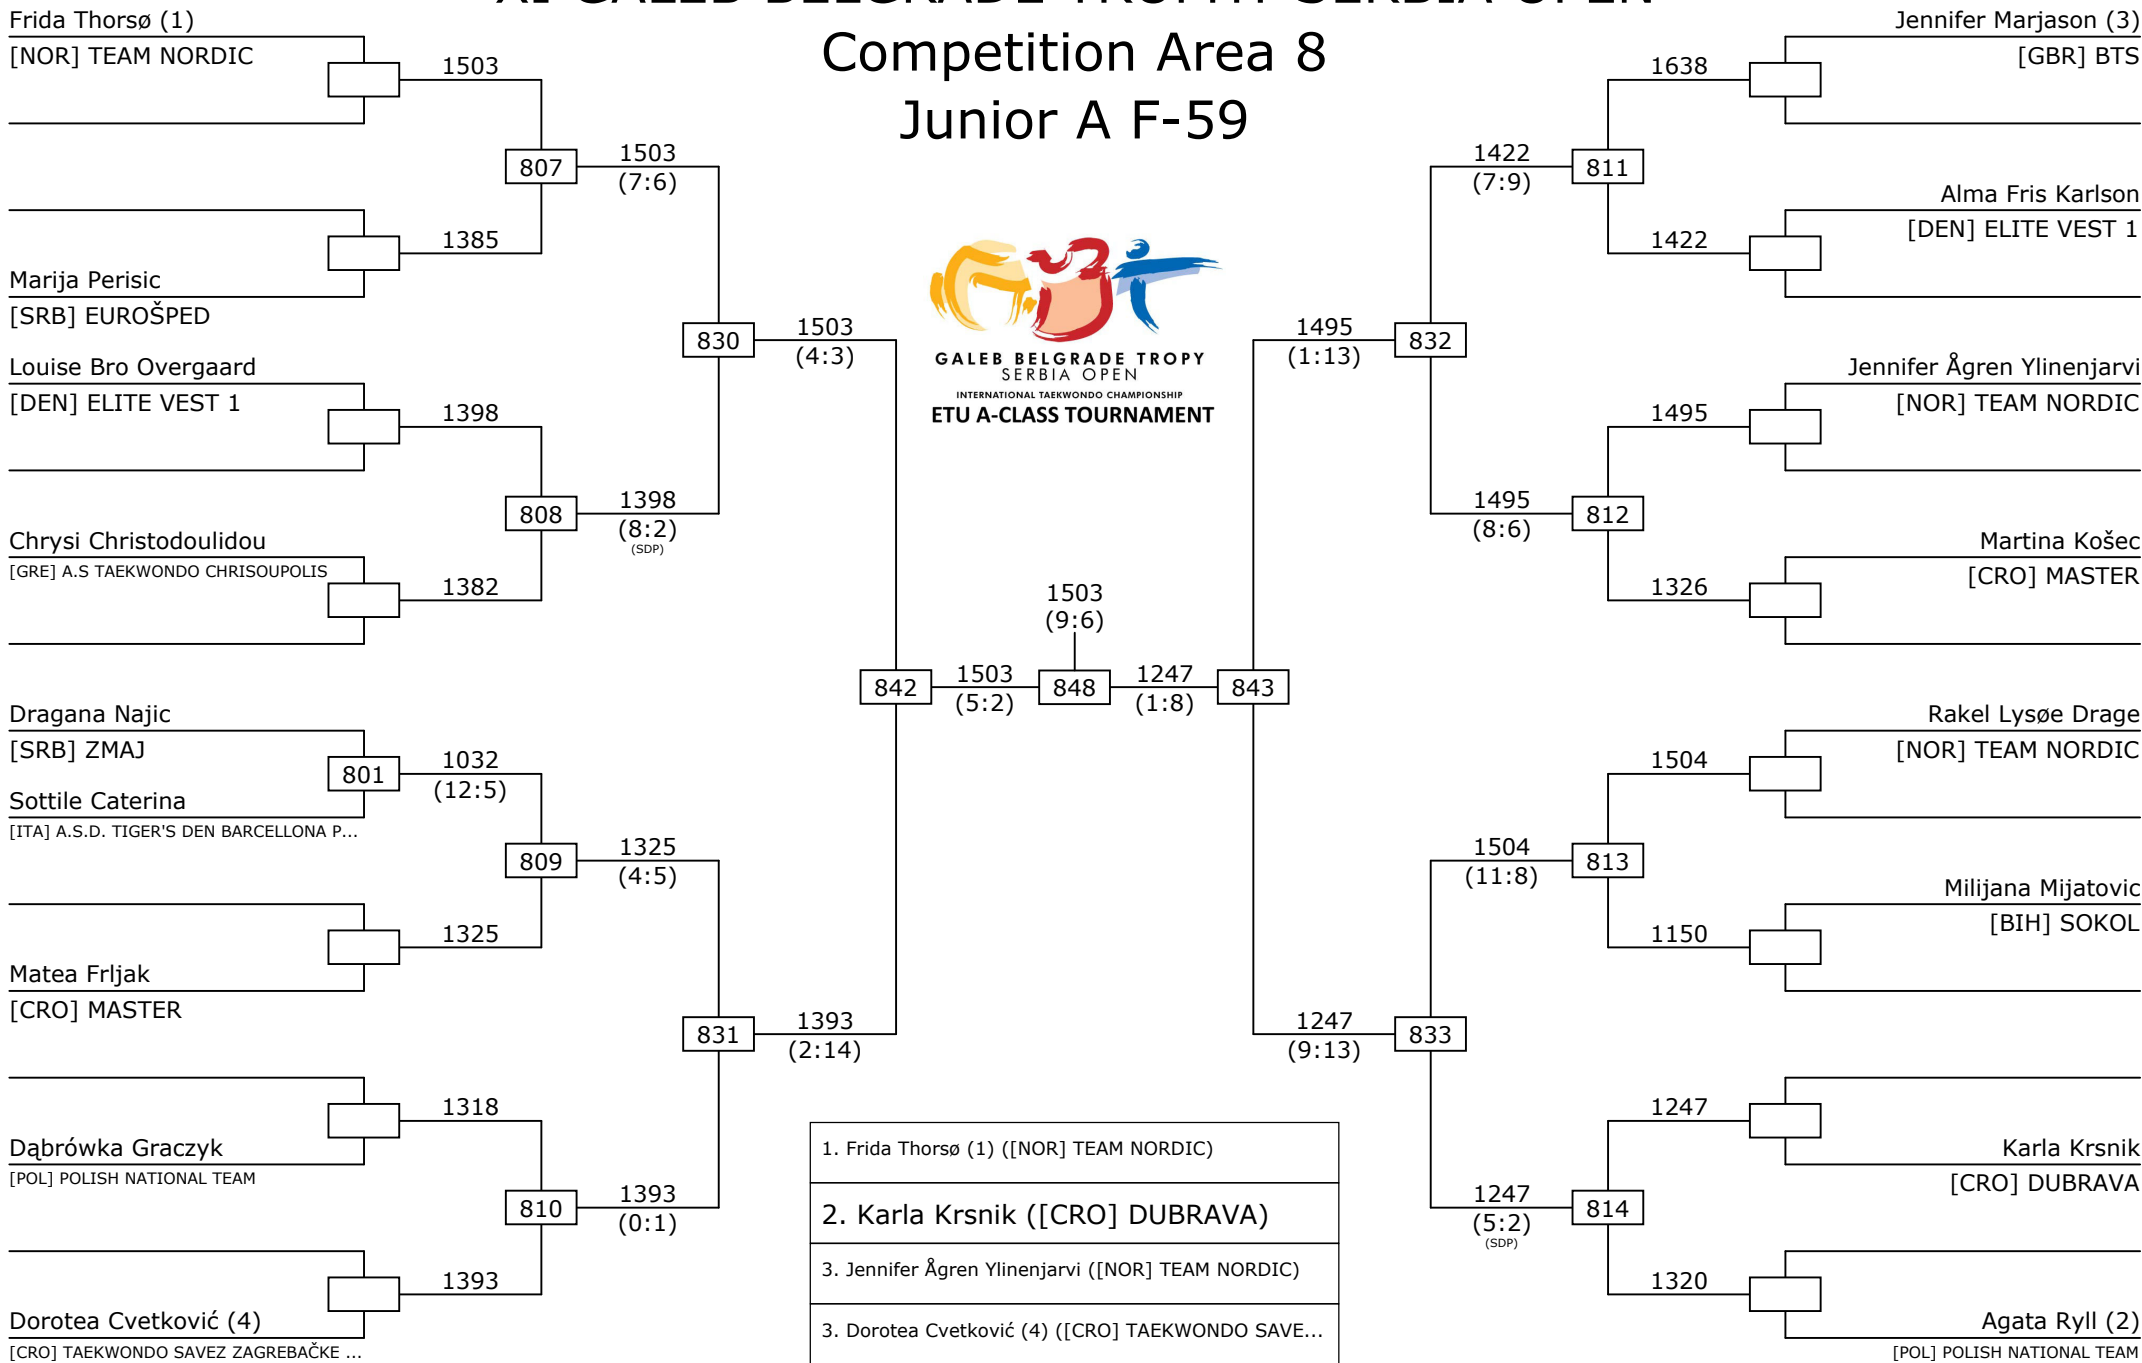 XI GALEB BELGRADE TROPHY. SERBIA OPEN
Competition Area 8
Junior A F-59
Frida Thorsø (1)
[NOR] TEAM NORDIC
1503
807
1503
(7:6)
1385
Marija Perisic
[SRB] EUROŠPED
830
1503
(4:3)
Louise Bro Overgaard
[DEN] ELITE VEST 1
1398
808
1398
(8:2)
(SDP)
Chrysi Christodoulidou
[GRE] A.S TAEKWONDO CHRISOUPOLIS
1382
842
1503
(5:2)
Dragana Najic
[SRB] ZMAJ
801
1032
(12:5)
Sottile Caterina
[ITA] A.S.D. TIGER'S DEN BARCELLONA P...
809
1325
(4:5)
1325
Matea Frljak
[CRO] MASTER
831
1393
(2:14)
1318
Dąbrówka Graczyk
[POL] POLISH NATIONAL TEAM
810
1393
(0:1)
1393
Dorotea Cvetković (4)
[CRO] TAEKWONDO SAVEZ ZAGREBAČKE ...
GALEB BELGRADE TROPY
SERBIA OPEN
INTERNATIONAL TAEKWONDO CHAMPIONSHIP
ETU A-CLASS TOURNAMENT
1503
(9:6)
848
1247
(1:8)
843
Jennifer Marjason (3)
[GBR] BTS
1638
1422
(7:9)
811
Alma Fris Karlson
[DEN] ELITE VEST 1
1422
1495
(1:13)
832
Jennifer Ågren Ylinenjarvi
[NOR] TEAM NORDIC
1495
1495
(8:6)
812
Martina Košec
[CRO] MASTER
1326
Rakel Lysøe Drage
[NOR] TEAM NORDIC
1504
1504
(11:8)
813
Milijana Mijatovic
[BIH] SOKOL
1150
1247
(9:13)
833
1247
Karla Krsnik
[CRO] DUBRAVA
1247
(5:2)
(SDP)
814
1320
Agata Ryll (2)
[POL] POLISH NATIONAL TEAM
1. Frida Thorsø (1) ([NOR] TEAM NORDIC)
2. Karla Krsnik ([CRO] DUBRAVA)
3. Jennifer Ågren Ylinenjarvi ([NOR] TEAM NORDIC)
3. Dorotea Cvetković (4) ([CRO] TAEKWONDO SAVE...